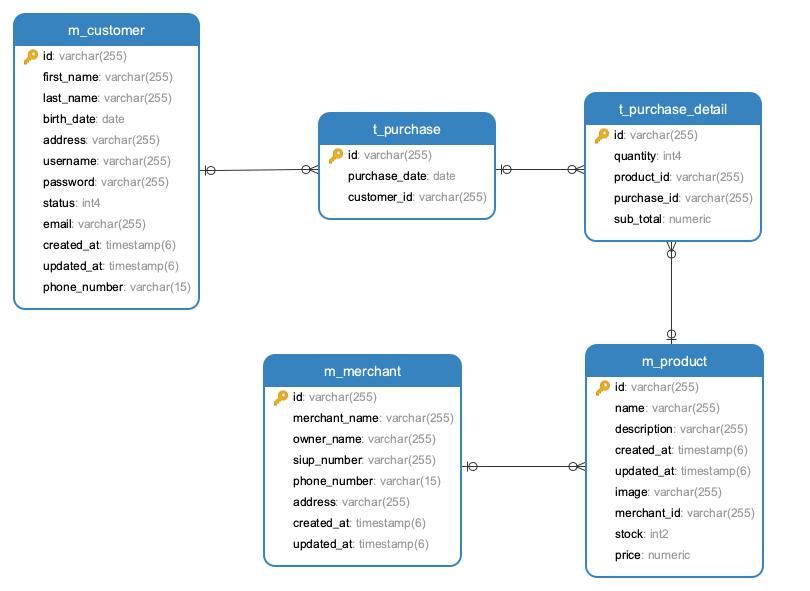 m_customer
id: varchar(255)
first_name: varchar(255)
last_name: varchar(255)
birth_date: date
address: varchar(255)
username: varchar(255)
password: varchar(255)
status: int4
email: varchar(255)
created_at: timestamp(6)
updated_at: timestamp(6)
phone_number: varchar(15)
t_purchase
id: varchar(255)
purchase_date: date
customer_id: varchar(255)
t_purchase_detail
id: varchar(255)
quantity: int4
product_id: varchar(255)
purchase_id: varchar(255)
sub_total: numeric
m_merchant
id: varchar(255)
merchant_name: varchar(255)
owner_name: varchar(255)
siup_number: varchar(255)
phone_number: varchar(15)
address: varchar(255)
created_at: timestamp(6)
updated_at: timestamp(6)
m_product
id: varchar(255)
name: varchar(255)
description: varchar(255)
created_at: timestamp(6)
updated_at: timestamp(6)
image: varchar(255)
merchant_id: varchar(255)
stock: int2
price: numeric